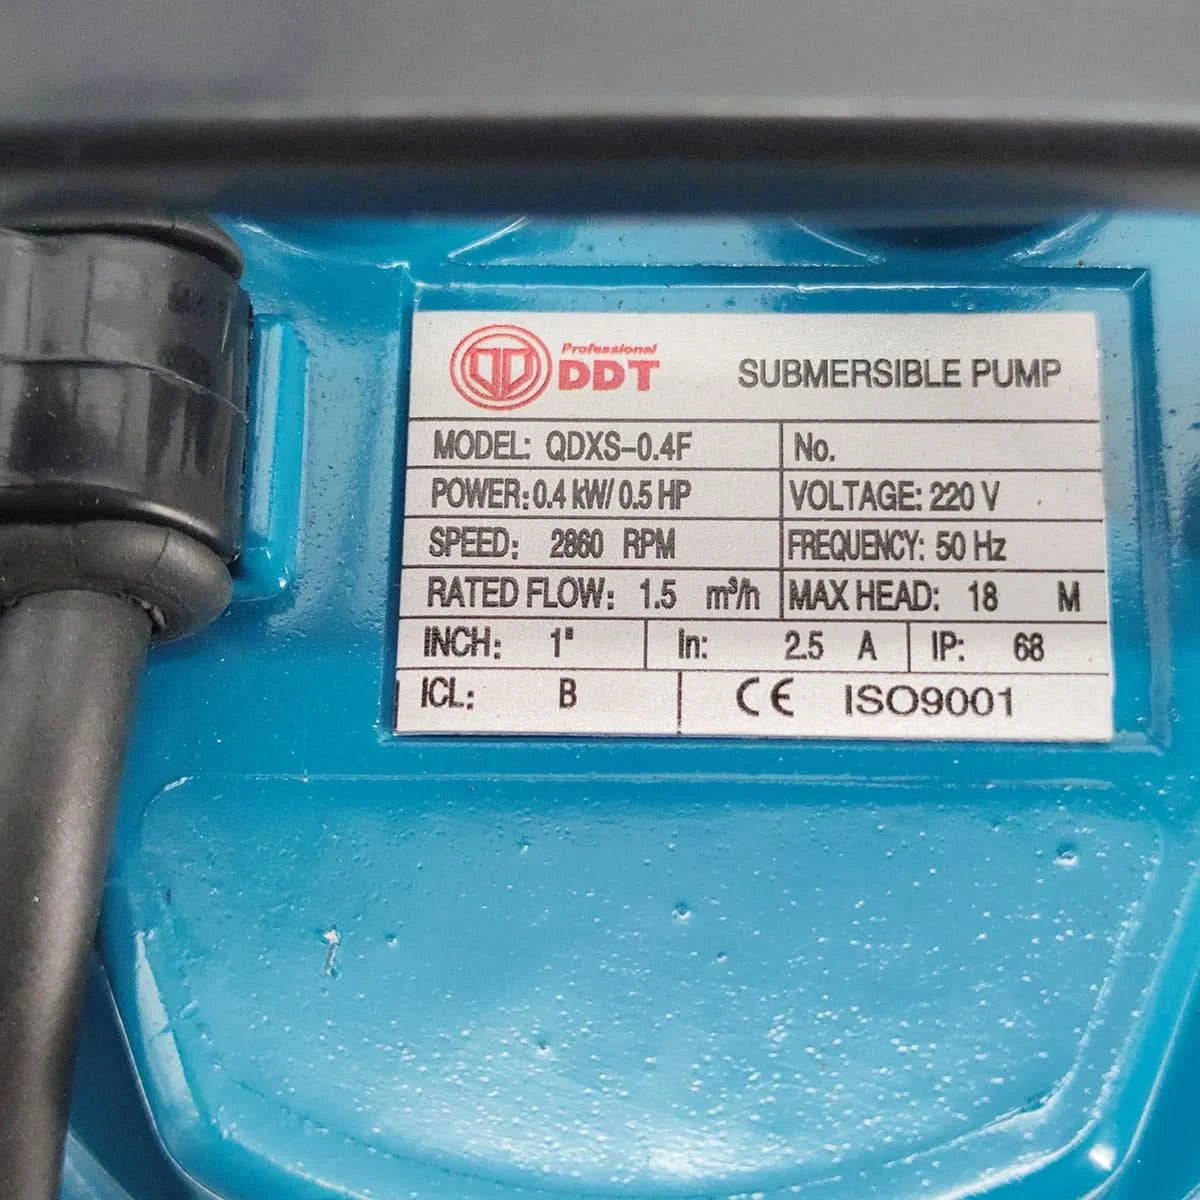 Professional
DDT
SUBMERSIBLE PUMP
MODEL: QDXS-0.4F No.
POWER: 0.4 kW/ 0.5 HP VOLTAGE: 220 V
SPEED: 2860 RPM FREQUENCY: 50 Hz
RATED FLOW: 1.5 m³/h MAX HEAD: 18 M
INCH: 1" In: 2.5 A IP: 68
ICL: B CE ISO9001